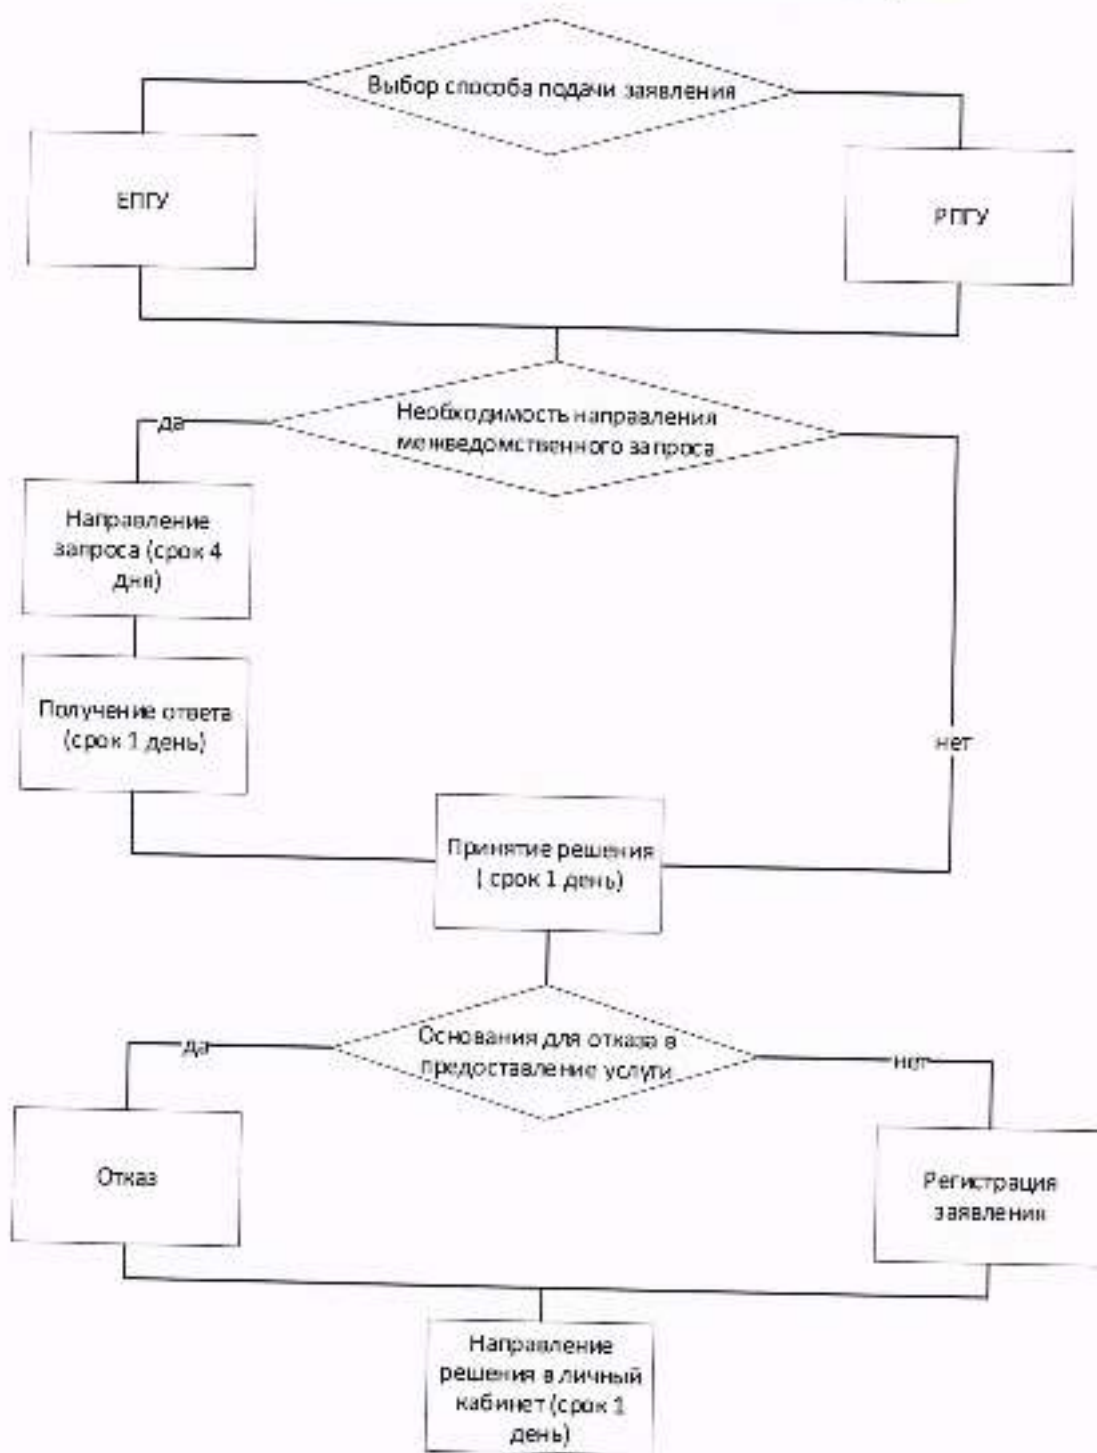 Выбор способа подачи заявления
ЕПГУ
РПГУ
Необходимость направления
межведомственного запроса
да
Направление
запроса (срок 4
дня)
Получение ответа
(срок 1 день)
нет
Принятие решения
( срок 1 день)
Основания для отказа в
предоставление услуги
да
нет
Отказ
Регистрация
заявления
Направление
решения в личный
кабинет (срок 1
день)